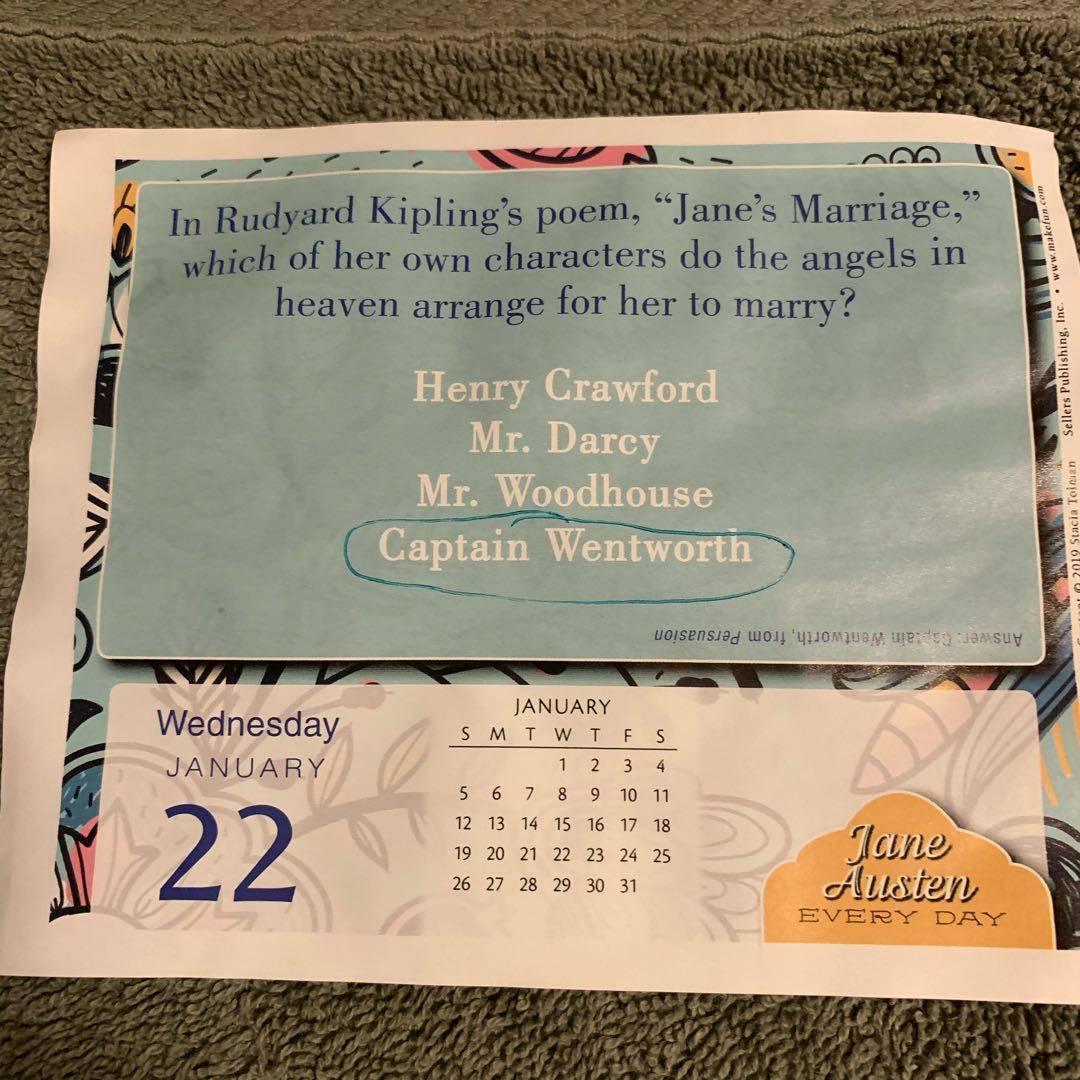 In Rudyard Kipling's poem, “Jane's Marriage,”
which of her own characters do the angels in
heaven arrange for her to marry?
Henry Crawford
Mr. Darcy
Mr. Woodhouse
Captain Wentworth
Answer: Captain Wentworth, from Persuasion
Wednesday
JANUARY
22
JANUARY
S M T W T F S
1 2 3 4
5 6 7 8 9 10 11
12 13 14 15 16 17 18
19 20 21 22 23 24 25
26 27 28 29 30 31
Jane
Austen
EVERY DAY
© 2019 Stacia Tolman Sellers Publishing, Inc. • www.makefun.com